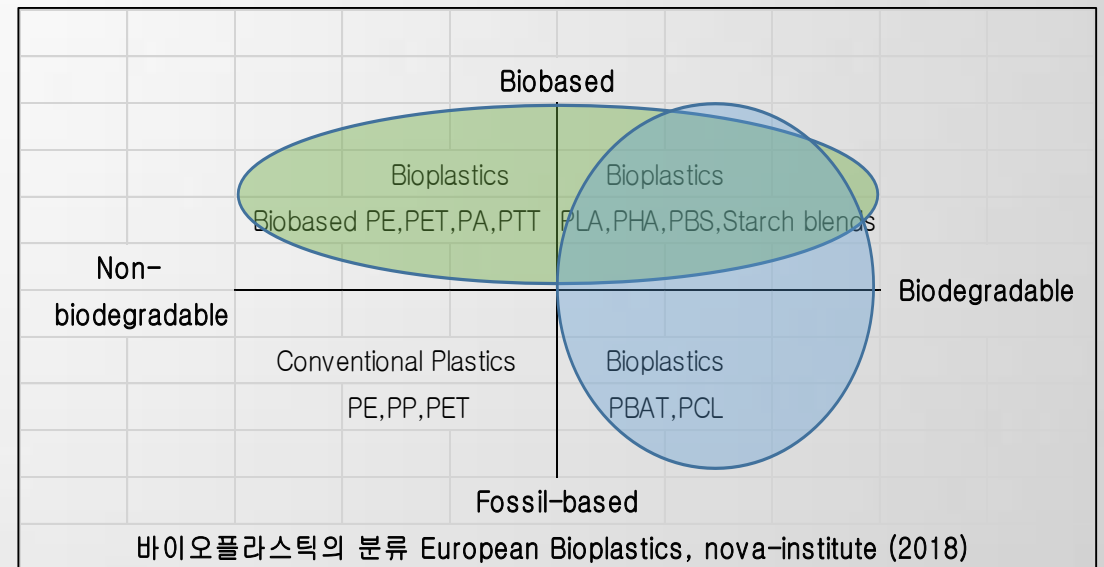 Biobased
Bioplastics
Bioplastics
Biobased PE,PET,PA,PTT
PLA,PHA,PBS,Starch blends
Non-
biodegradable
Biodegradable
Conventional Plastics
Bioplastics
PE,PP,PET
PBAT,PCL
Fossil-based
바이오플라스틱의 분류 European Bioplastics, nova-institute (2018)